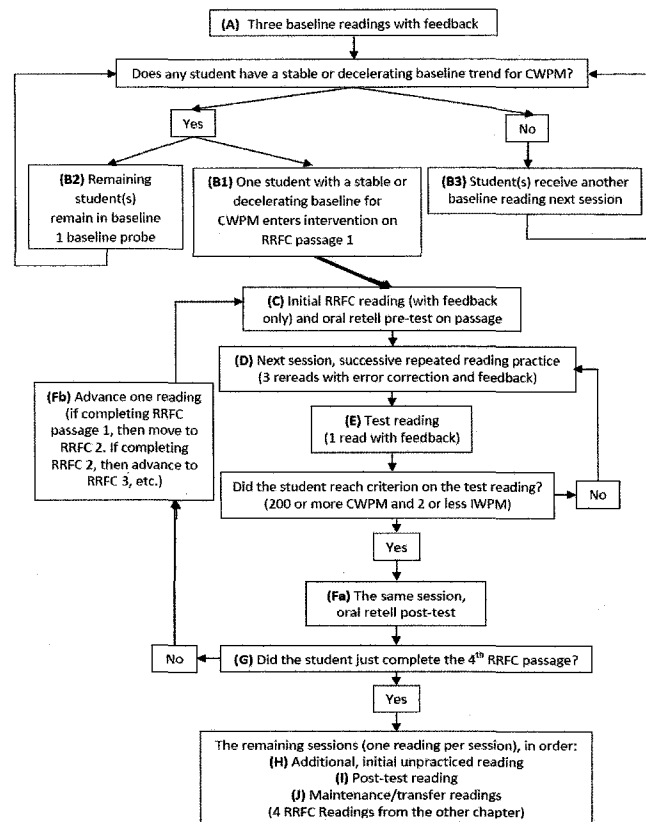 (A) Three baseline readings with feedback
Does any student have a stable or decelerating baseline trend for CWPM?
Yes
No
(B2) Remaining
student(s)
remain in baseline
1 baseline probe
(B1) One student with a stable or
decelerating baseline for
CWPM enters intervention on
RRFC passage 1
(B3) Student(s) receive another
baseline reading next session
(C) Initial RRFC reading (with feedback
only) and oral retell pre-test on passage
(D) Next session, successive repeated reading practice
(3 rereads with error correction and feedback)
(Fb) Advance one reading
(if completing RRFC
passage 1, then move to
RRFC 2. If completing
RRFC 2, then advance to
RRFC 3, etc.)
(E) Test reading
(1 read with feedback)
Did the student reach criterion on the test reading?
(200 or more CWPM and 2 or less IWPM)
No
Yes
(Fa) The same session,
oral retell post-test
No
(G) Did the student just complete the 4th RRFC passage?
Yes
The remaining sessions (one reading per session), in order:
(H) Additional, initial unpracticed reading
(I) Post-test reading
(J) Maintenance/transfer readings
(4 RRFC Readings from the other chapter)